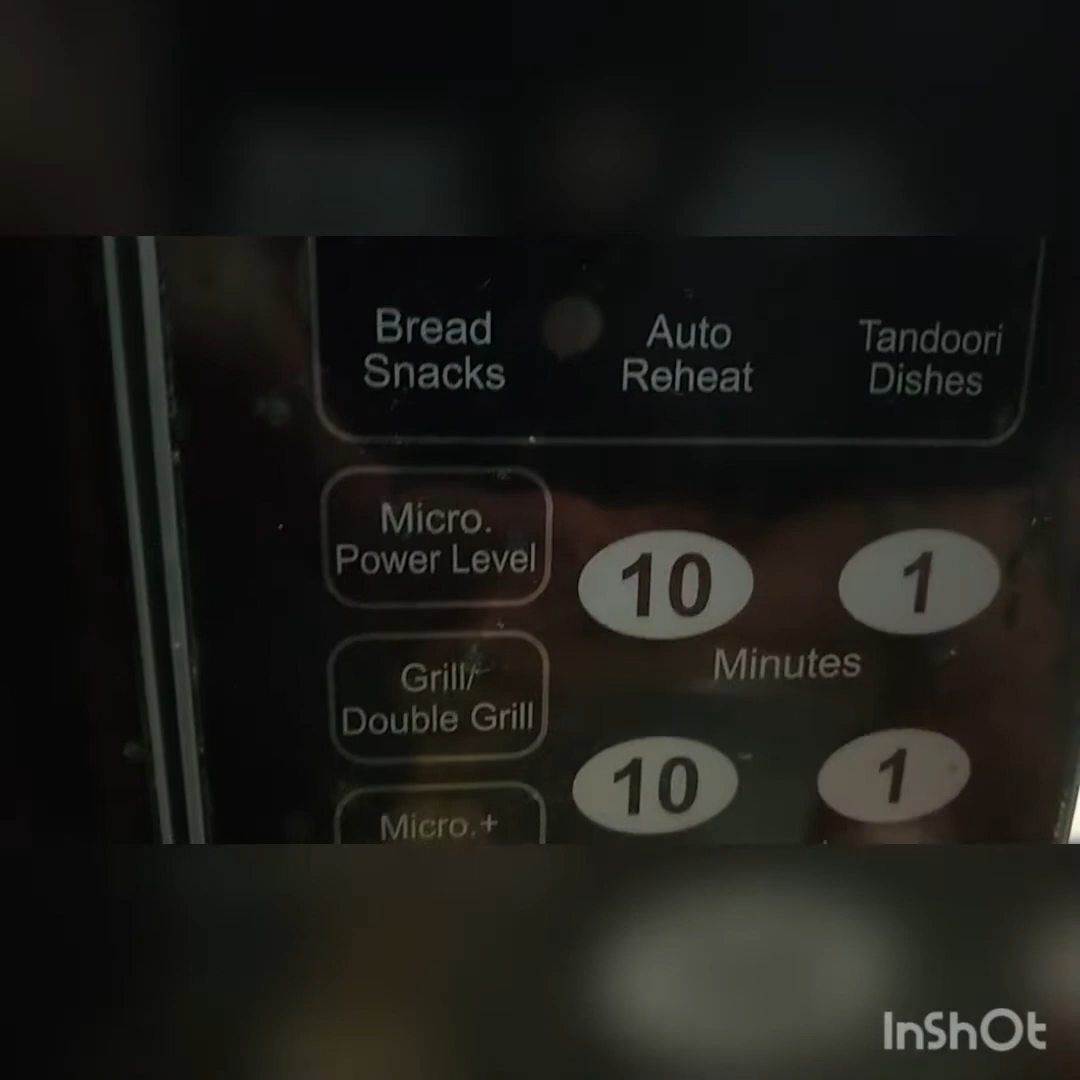 Bread
Snacks
Auto
Reheat
Tandoori
Dishes
Micro.
Power Level
10
1
Minutes
Grill/
Double Grill
10
1
Micro.+
InShOt